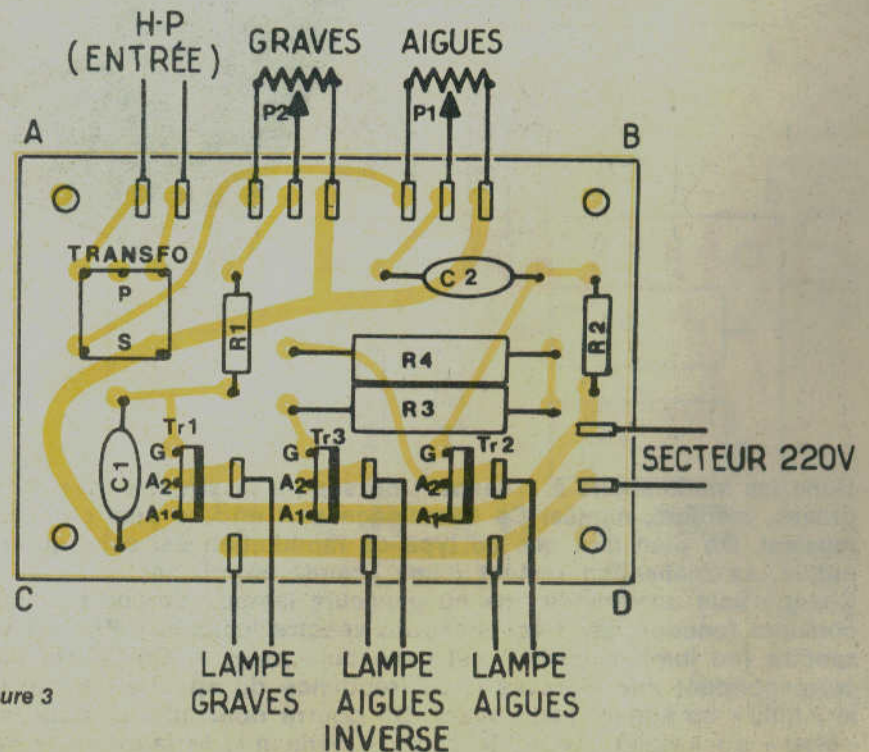 H-P
(ENTRÉE)
GRAVES
AIGUES
P2
P1
A
B
TRANSFO
P
S
C2
R1
R2
R4
R3
C1
Tr1
G
A2
A1
Tr3
G
A2
A1
Tr2
G
A2
A1
SECTEUR 220V
C
D
LAMPE
GRAVES
LAMPE
AIGUES
INVERSE
LAMPE
AIGUES
ure 3